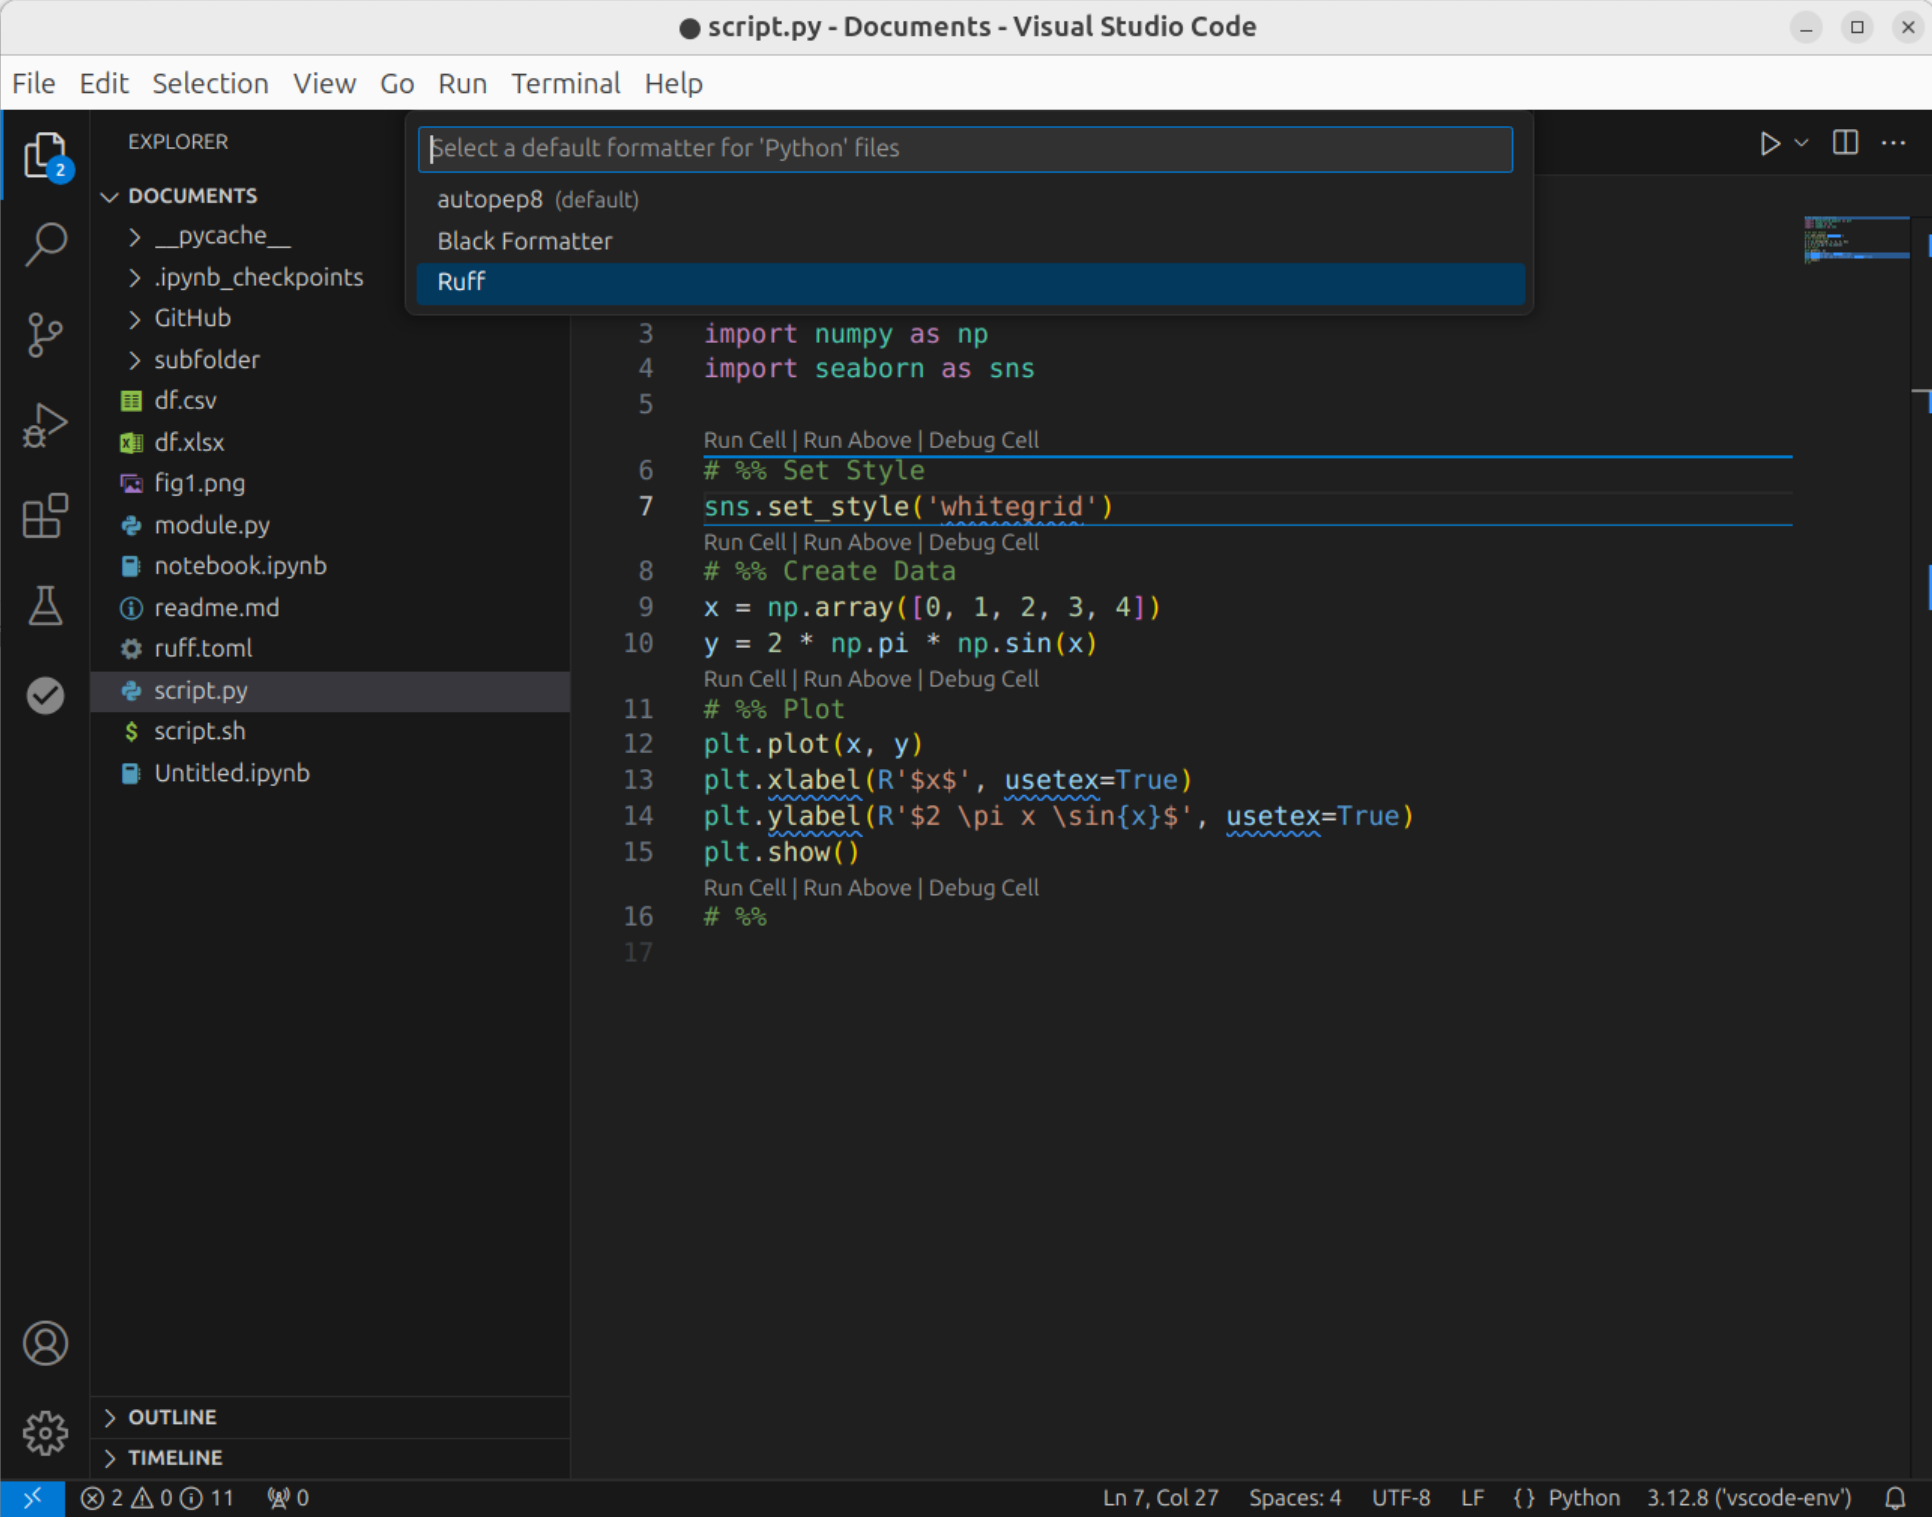 ● script.py - Documents - Visual Studio Code
File Edit Selection View Go Run Terminal Help
2
EXPLORER
DOCUMENTS
__pycache__
.ipynb_checkpoints
GitHub
subfolder
df.csv
df.xlsx
fig1.png
module.py
notebook.ipynb
readme.md
ruff.toml
script.py
script.sh
Untitled.ipynb
OUTLINE
TIMELINE
Select a default formatter for 'Python' files
autopep8 (default)
Black Formatter
Ruff
3 import numpy as np
4 import seaborn as sns
5
Run Cell | Run Above | Debug Cell
6 # %% Set Style
7 sns.set_style('whitegrid')
Run Cell | Run Above | Debug Cell
8 # %% Create Data
9 x = np.array([0, 1, 2, 3, 4])
10 y = 2 * np.pi * np.sin(x)
Run Cell | Run Above | Debug Cell
11 # %% Plot
12 plt.plot(x, y)
13 plt.xlabel(R'$x$', usetex=True)
14 plt.ylabel(R'$2 \pi x \sin{x}$', usetex=True)
15 plt.show()
Run Cell | Run Above | Debug Cell
16 # %%
17
2 0 11 0 Ln 7, Col 27 Spaces: 4 UTF-8 LF {} Python 3.12.8 ('vscode-env')